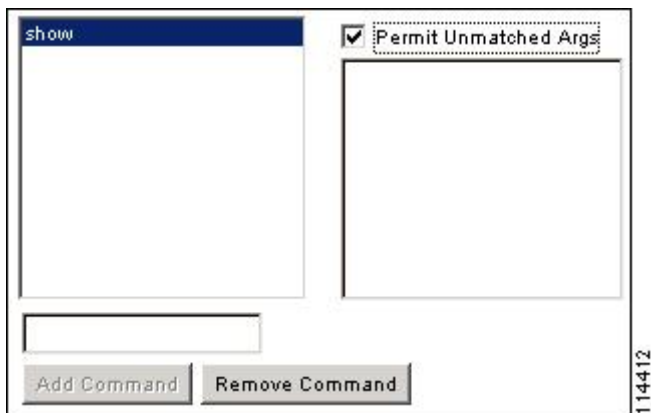 show
Permit Unmatched Args
Add Command
Remove Command
114412